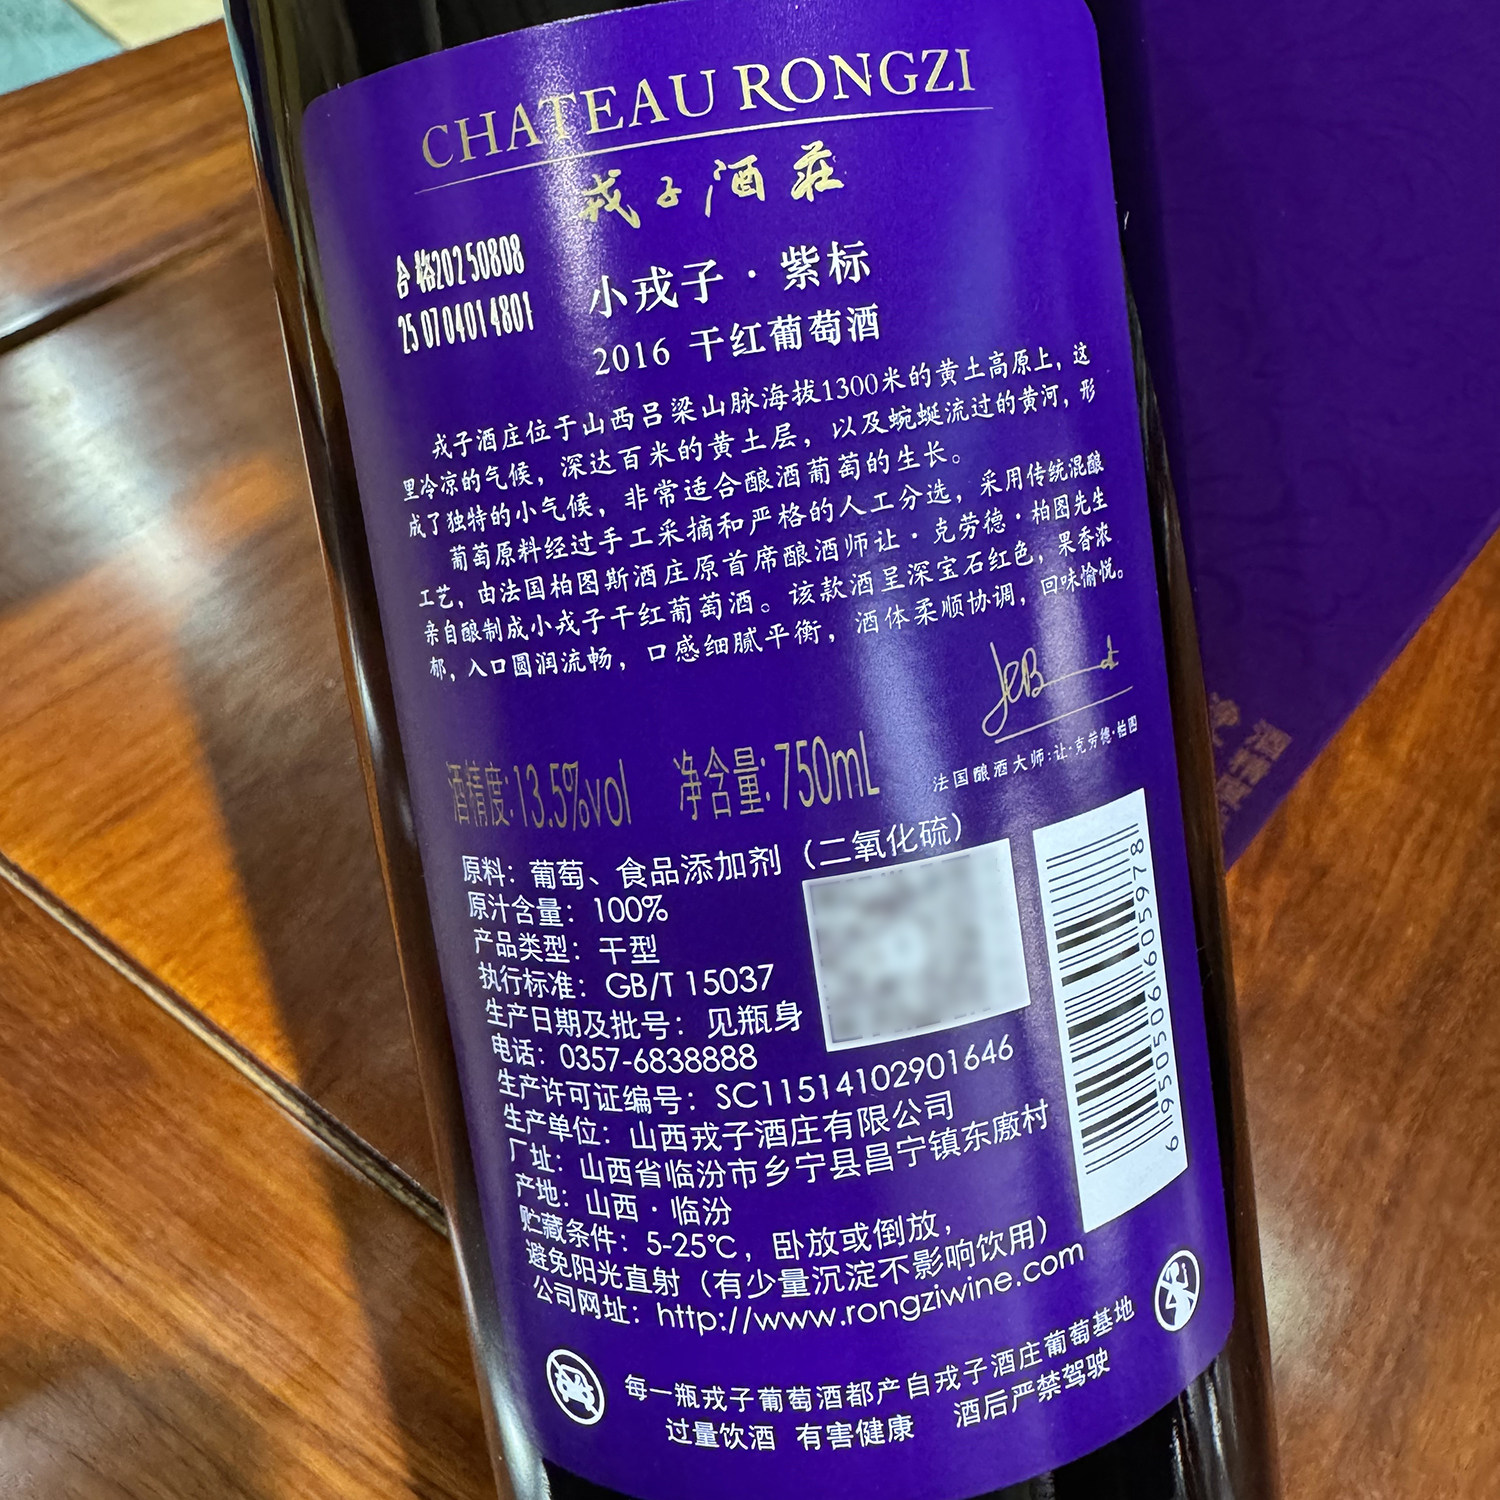 CHATEAU RONGZI
戎子酒莊
合格20250808
250704014801
小戎子·紫标
2016 干红葡萄酒
戎子酒庄位于山西吕梁山脉海拔1300米的黄土高原上，这
里冷凉的气候，深达百米的黄土层，以及蜿蜒流过的黄河，形
成了独特的小气候，非常适合酿酒葡萄的生长。
葡萄原料经过手工采摘和严格的人工分选，采用传统混酿
工艺，由法国柏图斯酒庄原首席酿酒师让·克劳德·柏图先生
亲自酿制成小戎子干红葡萄酒。该款酒呈深宝石红色，果香浓
郁，入口圆润流畅，口感细腻平衡，酒体柔顺协调，回味愉悦。
法国酿酒大师：让·克劳德·柏图
酒精度:13.5%vol 净含量:750mL
原料：葡萄、食品添加剂（二氧化硫）
原汁含量：100%
产品类型：干型
执行标准：GB/T 15037
生产日期及批号：见瓶身
电话：0357-6838888
生产许可证编号：SC11514102901646
生产单位：山西戎子酒庄有限公司
厂址：山西省临汾市乡宁县昌宁镇东廒村
产地：山西·临汾
贮藏条件：5-25℃，卧放或倒放，
避免阳光直射（有少量沉淀不影响饮用）
公司网址：http://www.rongziwine.com
6 950506 605978
每一瓶戎子葡萄酒都产自戎子酒庄葡萄基地
过量饮酒 有害健康 酒后严禁驾驶